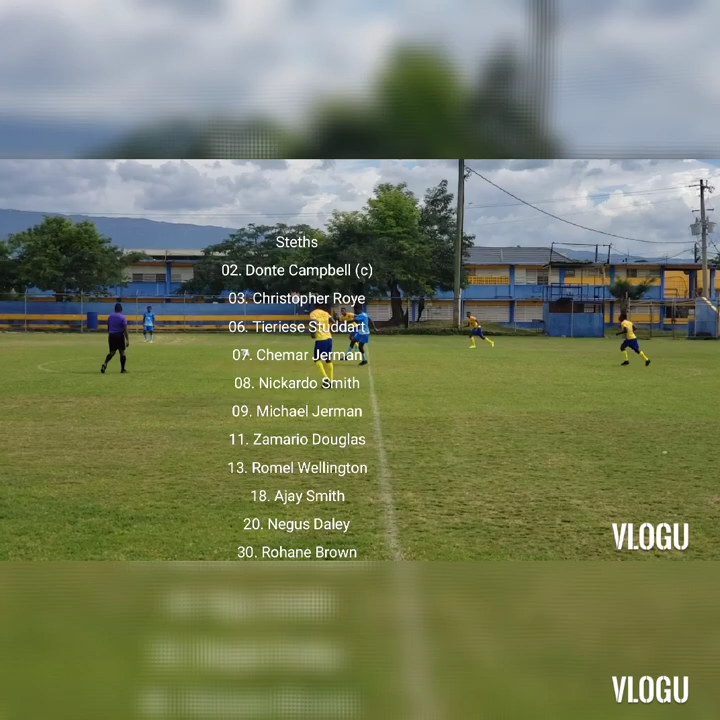 Steths
02. Donte Campbell (c)
03. Christopher Roye
06. Tieriese Studdart
07. Chemar Jerman
08. Nickardo Smith
09. Michael Jerman
11. Zamario Douglas
13. Romel Wellington
18. Ajay Smith
20. Negus Daley
30. Rohane Brown
VLOGU
VLOGU